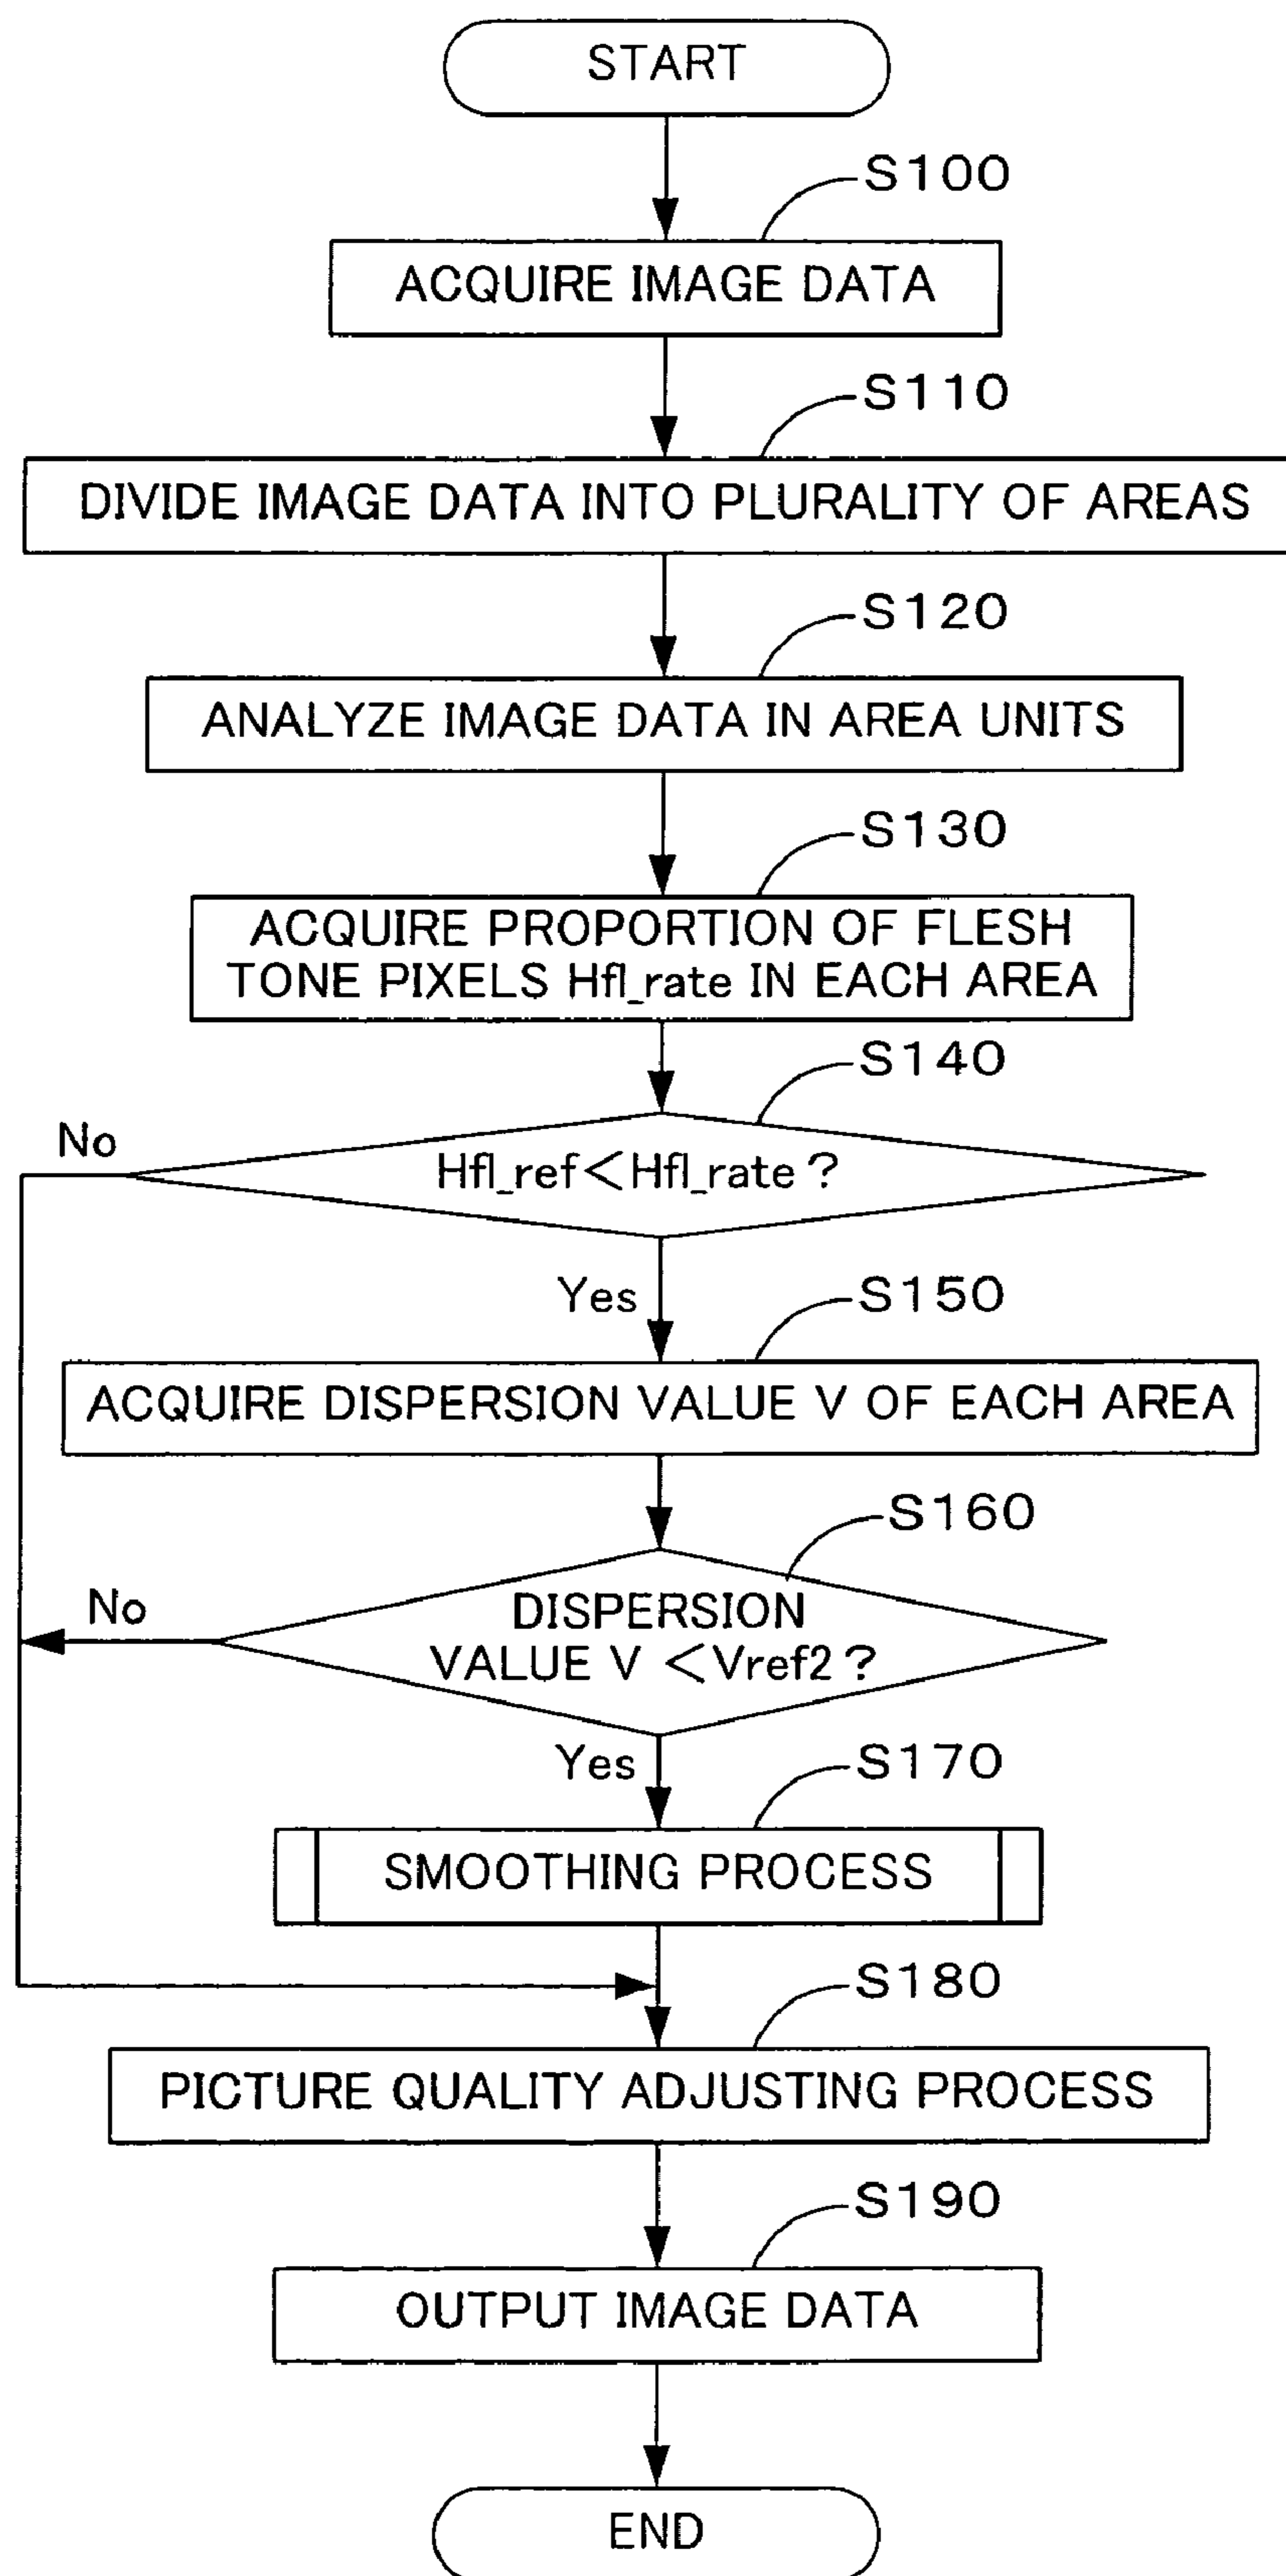 START
S100
ACQUIRE IMAGE DATA
S110
DIVIDE IMAGE DATA INTO PLURALITY OF AREAS
S120
ANALYZE IMAGE DATA IN AREA UNITS
S130
ACQUIRE PROPORTION OF FLESH
TONE PIXELS Hfl_rate IN EACH AREA
S140
No
Hfl_ref<Hfl_rate?
Yes
S150
ACQUIRE DISPERSION VALUE V OF EACH AREA
S160
No
DISPERSION
VALUE V <Vref2?
Yes
S170
SMOOTHING PROCESS
S180
PICTURE QUALITY ADJUSTING PROCESS
S190
OUTPUT IMAGE DATA
END